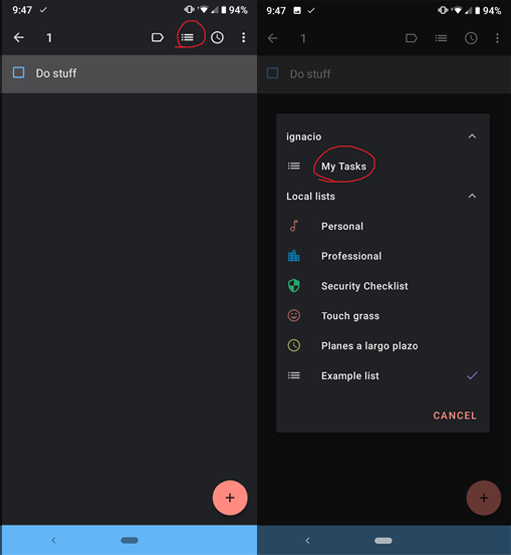 9:47
94%
1
Do stuff
+
9:47
94%
1
Do stuff
ignacio
My Tasks
Local lists
Personal
Professional
Security Checklist
Touch grass
Planes a largo plazo
Example list
CANCEL
+